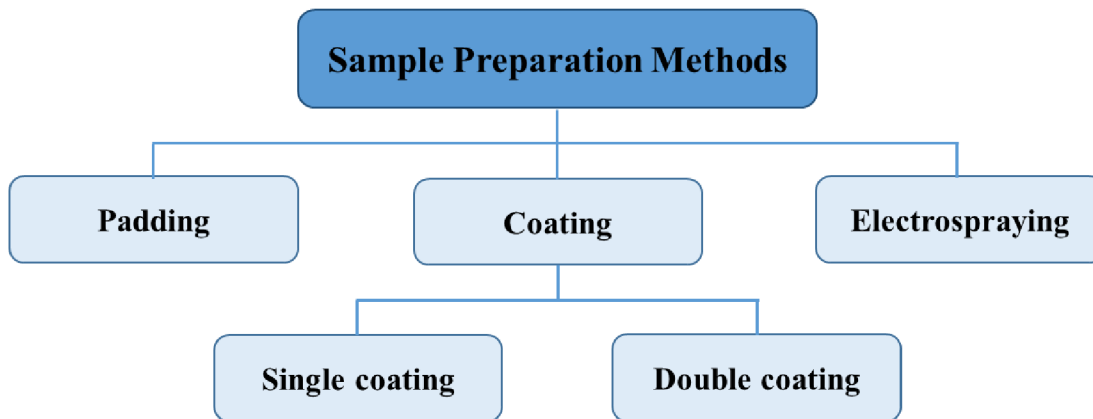 Sample Preparation Methods
Padding
Coating
Electrospraying
Single coating
Double coating